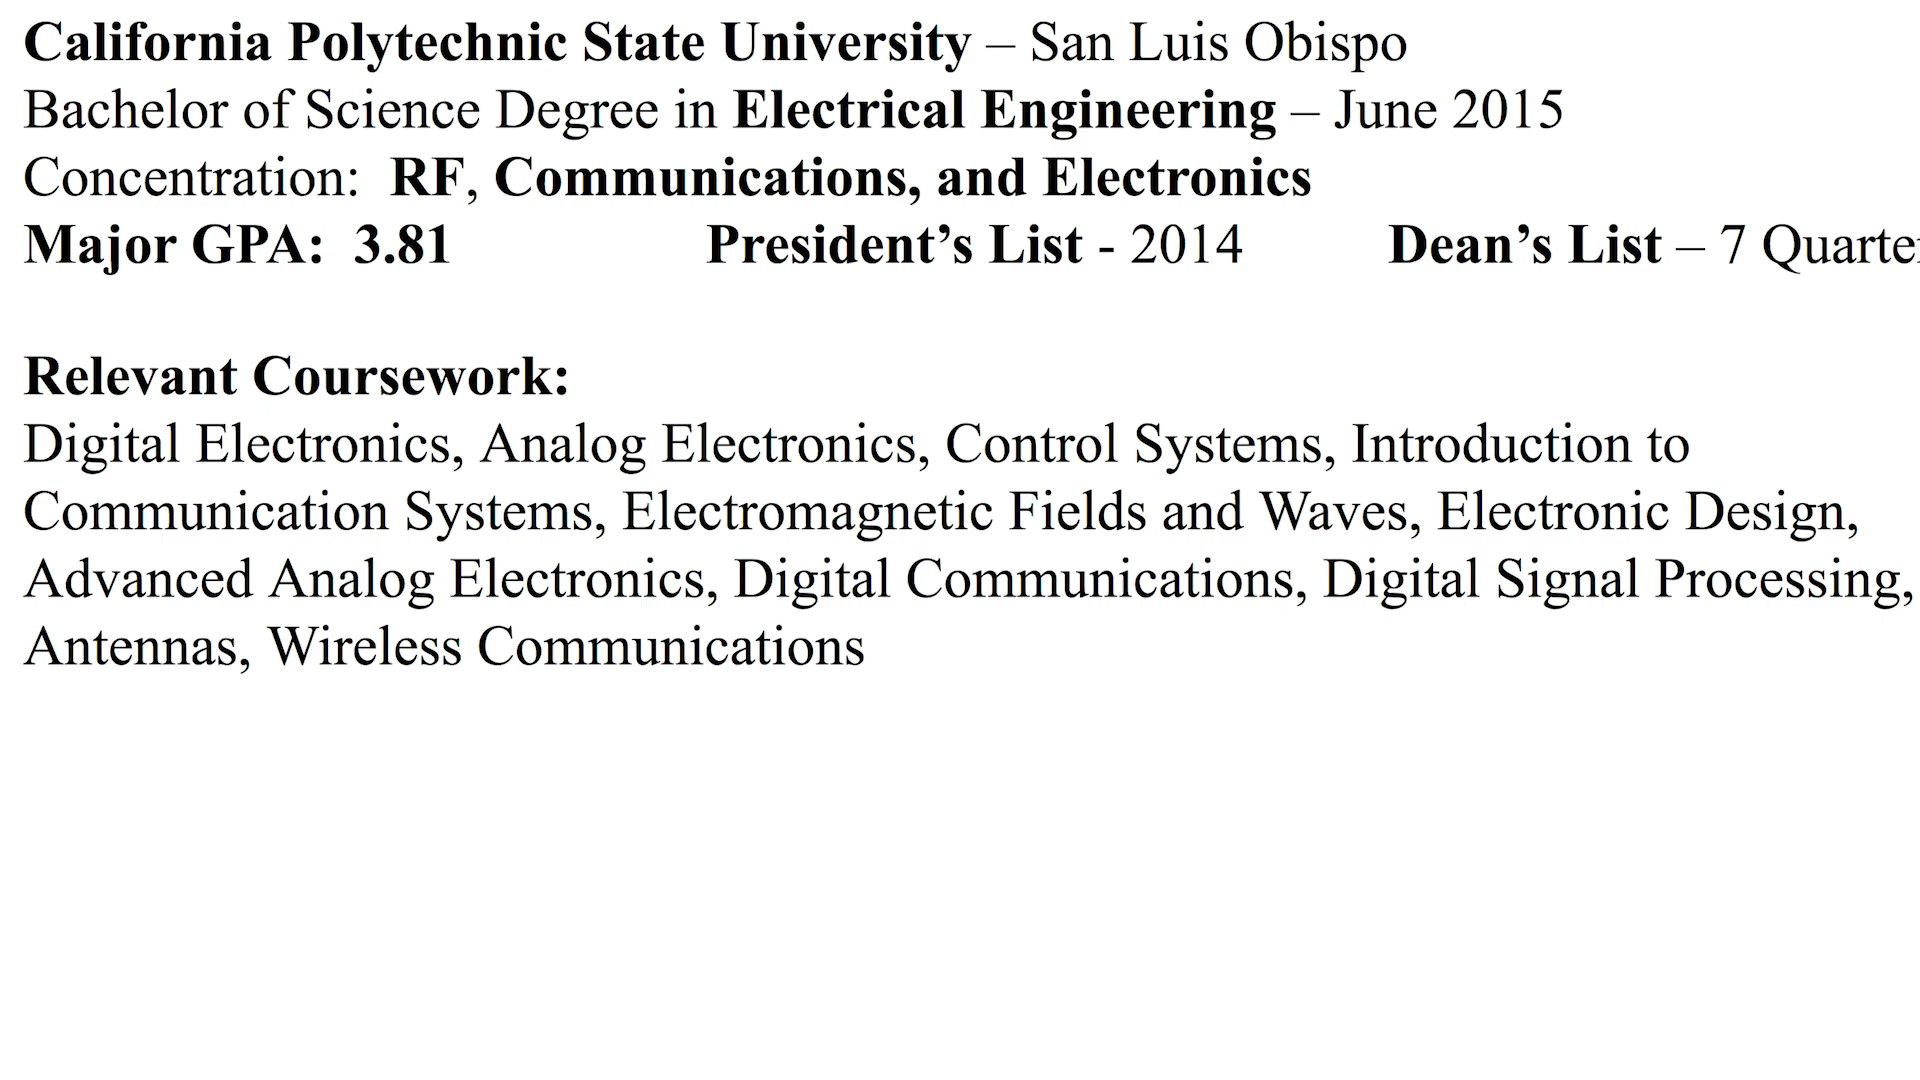 California Polytechnic State University – San Luis Obispo
Bachelor of Science Degree in Electrical Engineering – June 2015
Concentration:  RF, Communications, and Electronics
Major GPA:  3.81 President’s List - 2014 Dean’s List – 7
Relevant Coursework:
Digital Electronics, Analog Electronics, Control Systems, Introduction to
Communication Systems, Electromagnetic Fields and Waves, Electronic Design,
Advanced Analog Electronics, Digital Communications, Digital Signal Processing,
Antennas, Wireless Communications